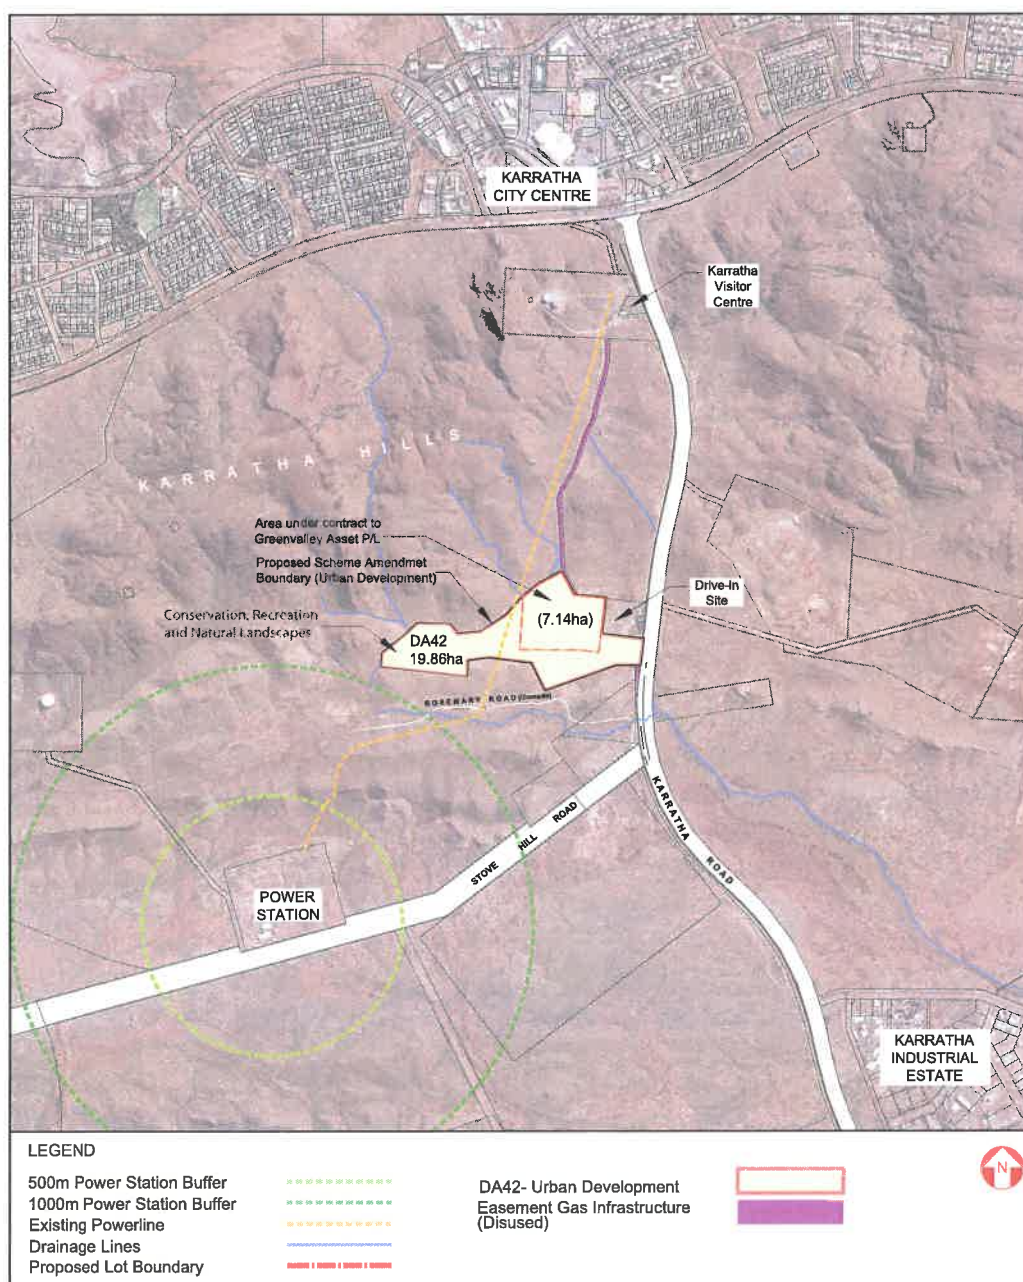 KARRATHA
CITY CENTRE
Karratha
Visitor
Centre
KARRATHA HILLS
Area under contract to
Greenvalley Asset P/L
Proposed Scheme Amendmet
Boundary (Urban Development)
Drive-In
Site
(7.14ha)
Conservation, Recreation
and Natural Landscapes
DA42
19.86ha
ROSEMARY ROAD
STOVE HILL ROAD
KARRATHA ROAD
POWER
STATION
KARRATHA
INDUSTRIAL
ESTATE
LEGEND
500m Power Station Buffer
1000m Power Station Buffer
Existing Powerline
Drainage Lines
Proposed Lot Boundary
DA42- Urban Development
Easement Gas Infrastructure
(Disused)
N